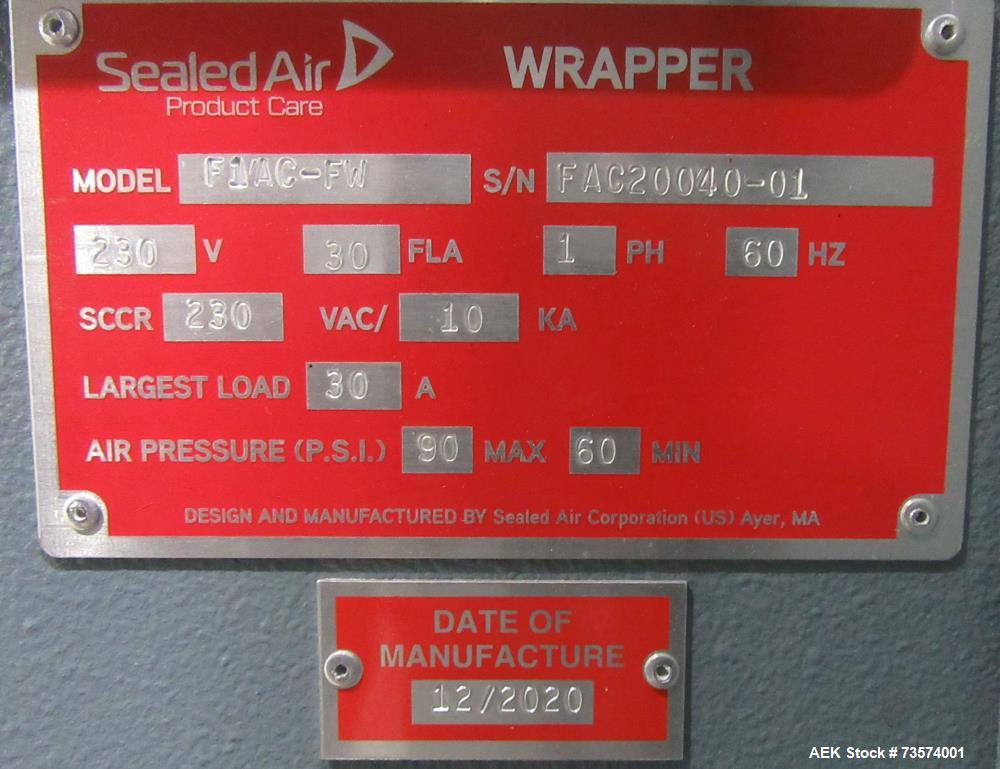 Sealed Air
Product Care
WRAPPER
MODEL F1AC-FW S/N FAC20040-01
230 V 30 FLA 1 PH 60 HZ
SCCR 230 VAC/ 10 KA
LARGEST LOAD 30 A
AIR PRESSURE (P.S.I.) 90 MAX 60 MIN
DESIGN AND MANUFACTURED BY Sealed Air Corporation (US) Ayer, MA
DATE OF
MANUFACTURE
12/2020
AEK Stock # 73574001